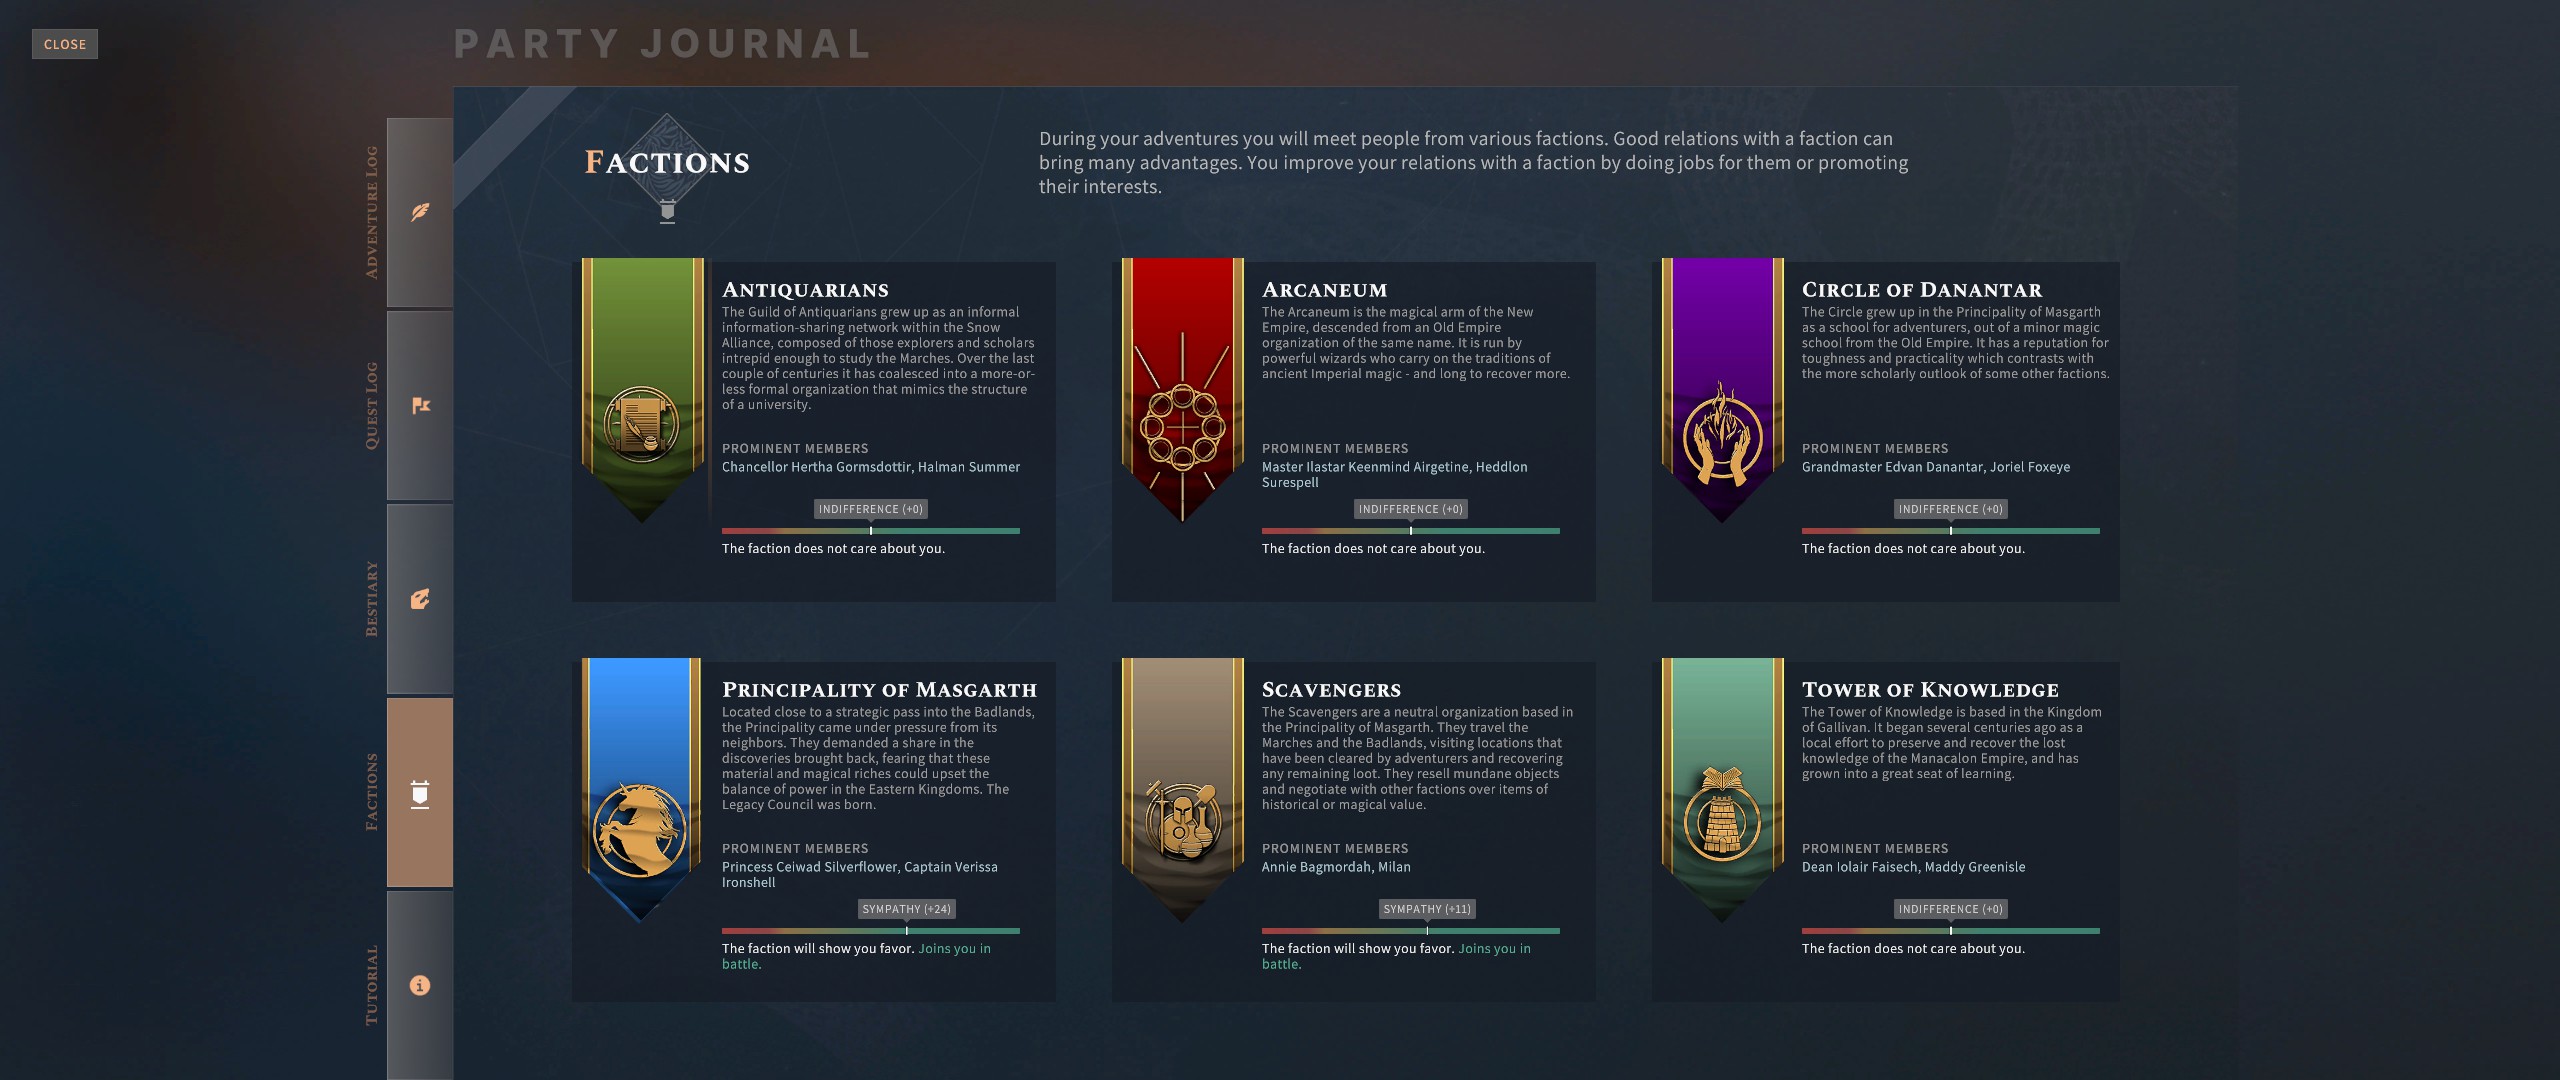 CLOSE
PARTY JOURNAL
ADVENTURE LOG
QUEST LOG
BESTIARY
FACTIONS
TUTORIAL
FACTIONS
During your adventures you will meet people from various factions. Good relations with a faction can
bring many advantages. You improve your relations with a faction by doing jobs for them or promoting
their interests.
ANTIQUARIANS
The Guild of Antiquarians grew up as an informal
information-sharing network within the Snow
Alliance, composed of those explorers and scholars
intrepid enough to study the Marches. Over the last
couple of centuries it has coalesced into a more-or-
less formal organization that mimics the structure
of a university.
PROMINENT MEMBERS
Chancellor Hertha Gormsdottir, Halman Summer
INDIFFERENCE (+0)
The faction does not care about you.
ARCANEUM
The Arcaneum is the magical arm of the New
Empire, descended from an Old Empire
organization of the same name. It is run by
powerful wizards who carry on the traditions of
ancient Imperial magic - and long to recover more.
PROMINENT MEMBERS
Master Ilastar Keenmind Airgetine, Heddlon
Surespell
INDIFFERENCE (+0)
The faction does not care about you.
CIRCLE OF DANANTAR
The Circle grew up in the Principality of Masgarth
as a school for adventurers, out of a minor magic
school from the Old Empire. It has a reputation for
toughness and practicality which contrasts with
the more scholarly outlook of some other factions.
PROMINENT MEMBERS
Grandmaster Edvan Danantar, Joriel Foxeye
INDIFFERENCE (+0)
The faction does not care about you.
PRINCIPALITY OF MASGARTH
Located close to a strategic pass into the Badlands,
the Principality came under pressure from its
neighbors. They demanded a share in the
discoveries brought back, fearing that these
material and magical riches could upset the
balance of power in the Eastern Kingdoms. The
Legacy Council was born.
PROMINENT MEMBERS
Princess Ceiwad Silverflower, Captain Verissa
Ironshell
SYMPATHY (+24)
The faction will show you favor. Joins you in
battle.
SCAVENGERS
The Scavengers are a neutral organization based in
the Principality of Masgarth. They travel the
Marches and the Badlands, visiting locations that
have been cleared by adventurers and recovering
any remaining loot. They resell mundane objects
and negotiate with other factions over items of
historical or magical value.
PROMINENT MEMBERS
Annie Bagmordah, Milan
SYMPATHY (+11)
The faction will show you favor. Joins you in
battle.
TOWER OF KNOWLEDGE
The Tower of Knowledge is based in the Kingdom
of Gallivan. It began several centuries ago as a
local effort to preserve and recover the lost
knowledge of the Manacalon Empire, and has
grown into a great seat of learning.
PROMINENT MEMBERS
Dean Iolair Faisech, Maddy Greenisle
INDIFFERENCE (+0)
The faction does not care about you.